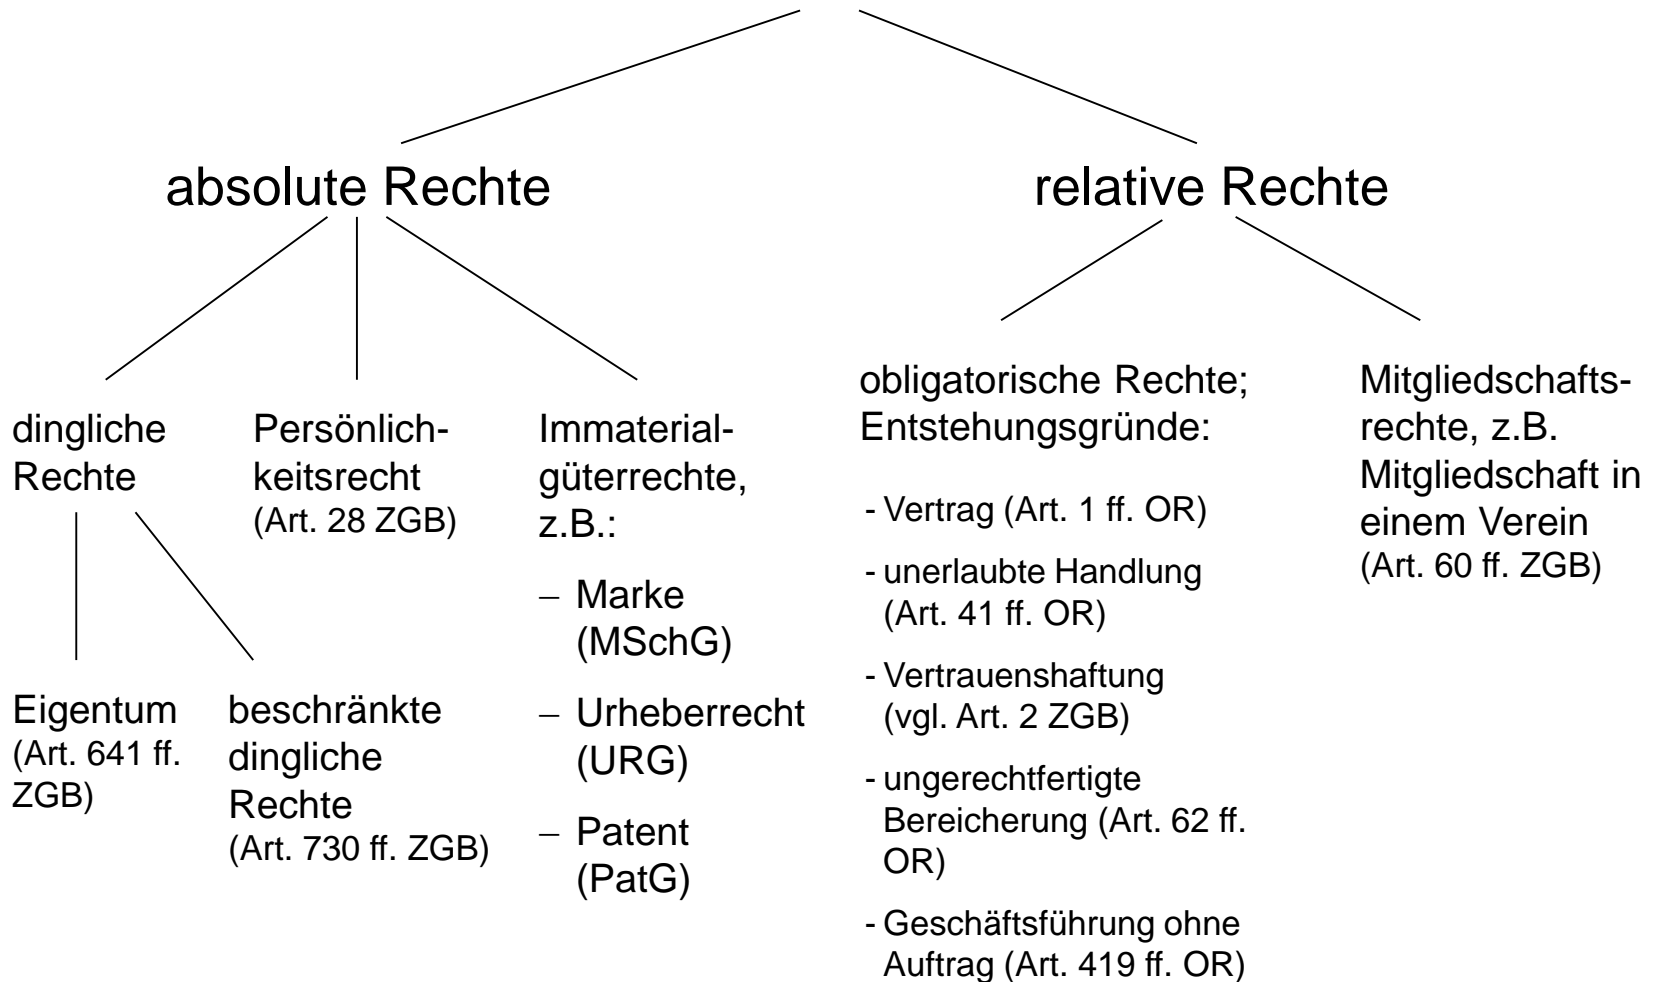 absolute Rechte
relative Rechte
dingliche
Rechte
Persönlich-
keitsrecht
(Art. 28 ZGB)
Immaterial-
güterrechte,
z.B.:
– Marke
(MSchG)
– Urheberrecht
(URG)
– Patent
(PatG)
Eigentum
(Art. 641 ff.
ZGB)
beschränkte
dingliche
Rechte
(Art. 730 ff. ZGB)
obligatorische Rechte;
Entstehungsgründe:
- Vertrag (Art. 1 ff. OR)
- unerlaubte Handlung
(Art. 41 ff. OR)
- Vertrauenshaftung
(vgl. Art. 2 ZGB)
- ungerechtfertigte
Bereicherung (Art. 62 ff.
OR)
- Geschäftsführung ohne
Auftrag (Art. 419 ff. OR)
Mitgliedschafts-
rechte, z.B.
Mitgliedschaft in
einem Verein
(Art. 60 ff. ZGB)